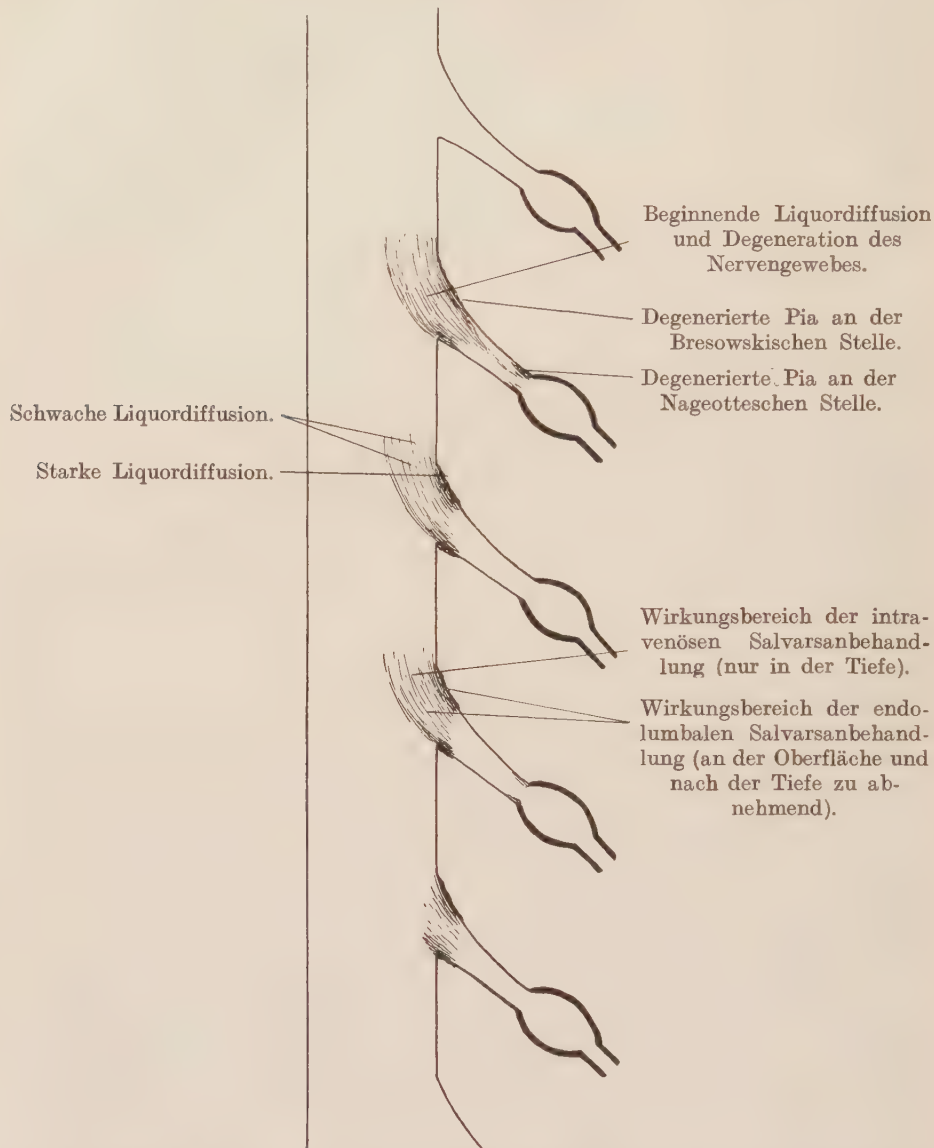 Beginnende Liquordiffusion
und Degeneration des
Nervengewebes.
Degenerierte Pia an der
Bresowskischen Stelle.
Degenerierte Pia an der
Nageotteschen Stelle.
Schwache Liquordiffusion.
Starke Liquordiffusion.
Wirkungsbereich der intra-
venösen Salvarsanbehand-
lung (nur in der Tiefe).
Wirkungsbereich der endo-
lumbalen Salvarsanbehand-
lung (an der Oberfläche und
nach der Tiefe zu ab-
nehmend).